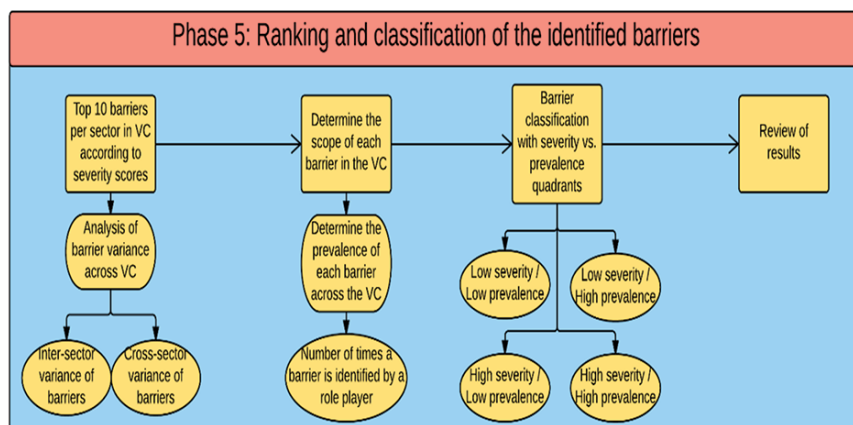 Phase 5: Ranking and classification of the identified barriers
Top 10 barriers
per sector in VC
according to
severity scores
Determine the
scope of each
barrier in the VC
Barrier
classification
with severity vs.
prevalence
quadrants
Review of
results
Analysis of
barrier variance
across VC
Determine the
prevalence of
each barrier
across the VC
Low severity /
Low prevalence
Low severity /
High prevalence
Inter-sector
variance of
barriers
Cross-sector
variance of
barriers
Number of times a
barrier is identified by a
role player
High severity /
Low prevalence
High severity /
High prevalence